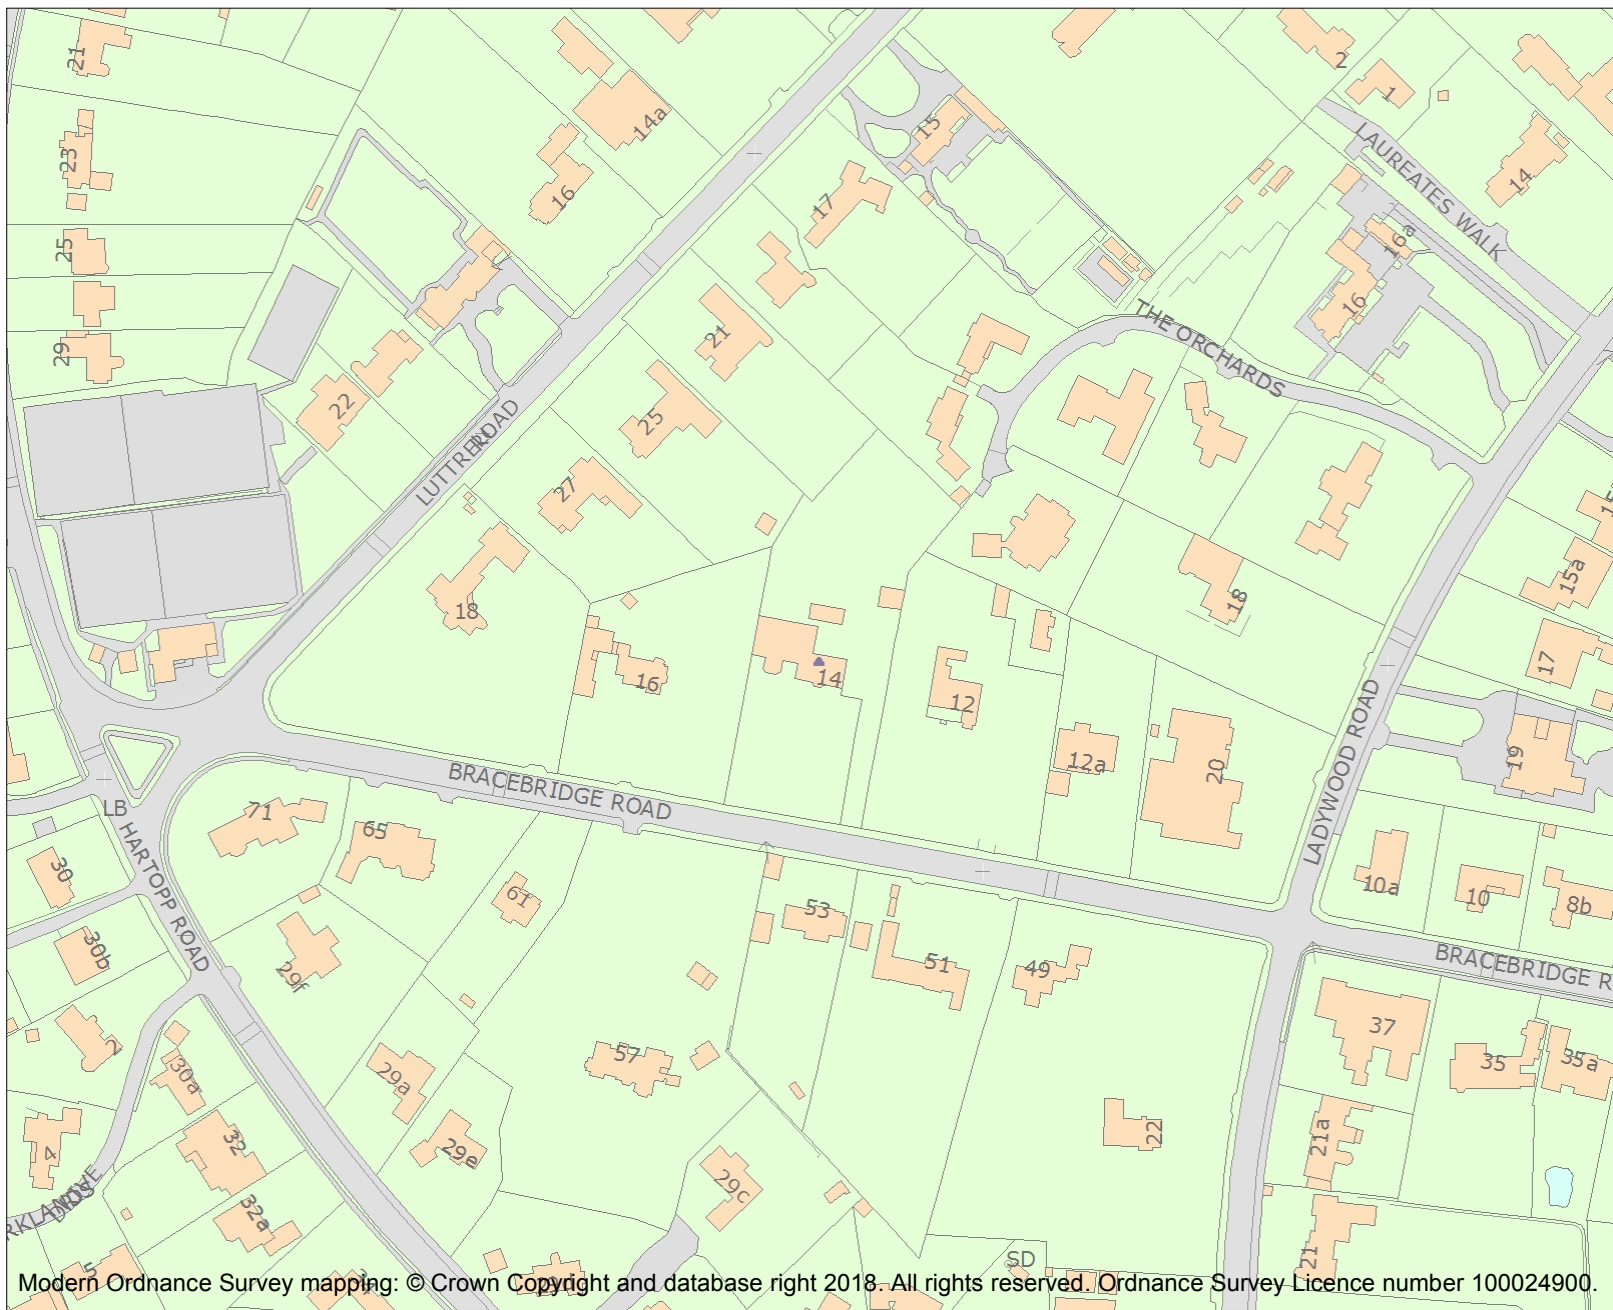 21
2
1
14a
15
LAUREATES WALK
23
14
16
17
16a
25
16
THE ORCHARDS
21
29
22
25
LUTTRELL ROAD
27
15a
18
18
17
16
14
12
LADYWOOD ROAD
12a
20
19
BRACEBRIDGE ROAD
LB
71
65
HARTOPP ROAD
30
61
10a
10
8b
53
30b
51
49
BRACEBRIDGE R
29f
37
2
57
35
35a
30a
29a
22
21a
32
29e
4
29c
DRIVE
32a
21
SD
5
Modern Ordnance Survey mapping: © Crown Copyright and database right 2018. All rights reserved. Ordnance Survey Licence number 100024900.